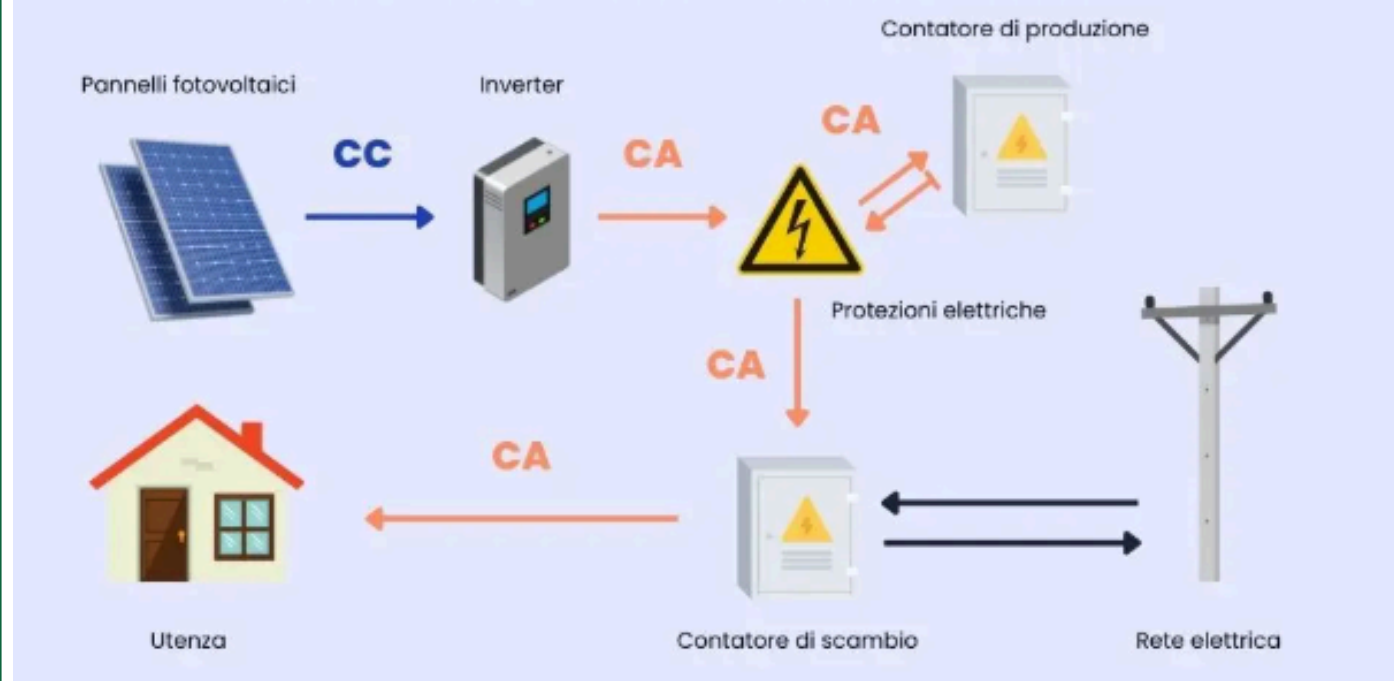 Contatore di produzione
Pannelli fotovoltaici
Inverter
CC
CA
CA
Protezioni elettriche
CA
CA
Utenza
Contatore di scambio
Rete elettrica